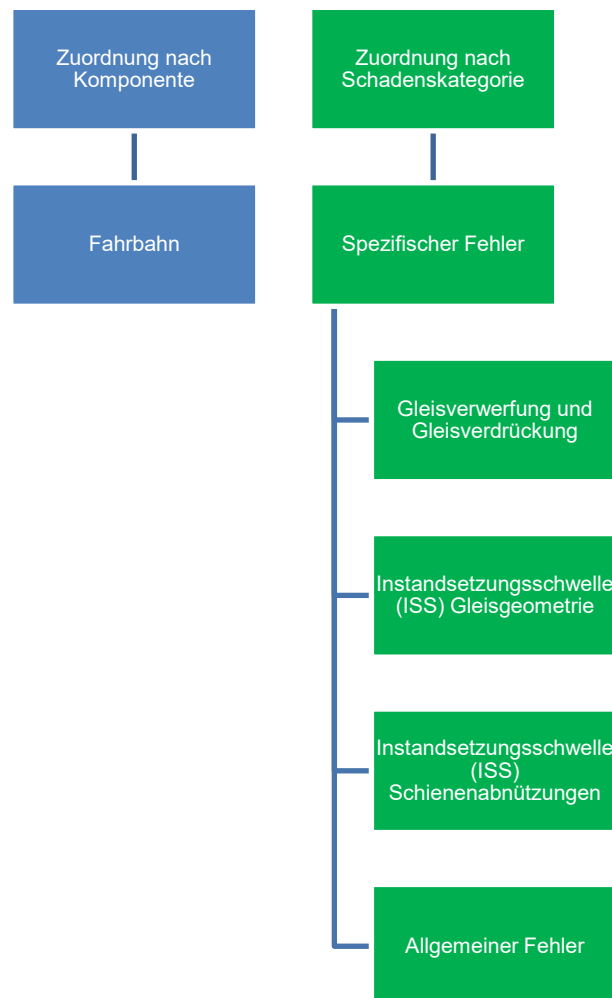 Zuordnung nach
Komponente
Zuordnung nach
Schadenskategorie
Fahrbahn
Spezifischer Fehler
Gleisverwerfung und
Gleisverdrückung
Instandsetzungsschwelle
(ISS) Gleisgeometrie
Instandsetzungsschwelle
(ISS)
Schienenabnützungen
Allgemeiner Fehler